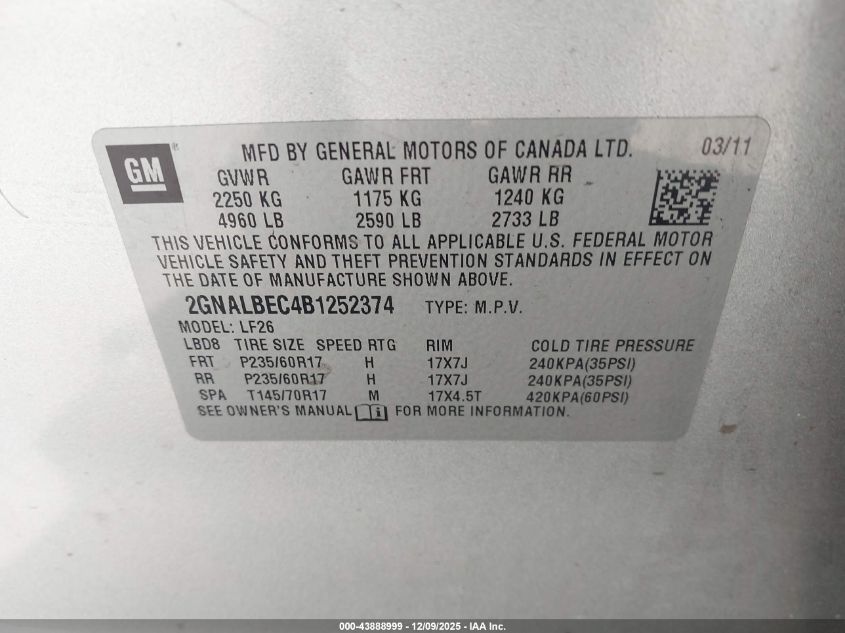 GM ® MFD BY GENERAL MOTORS OF CANADA LTD. 03/11
GVWR GAWR FRT GAWR RR
2250 KG 1175 KG 1240 KG
4960 LB 2590 LB 2733 LB
THIS VEHICLE CONFORMS TO ALL APPLICABLE U.S. FEDERAL MOTOR
VEHICLE SAFETY AND THEFT PREVENTION STANDARDS IN EFFECT ON
THE DATE OF MANUFACTURE SHOWN ABOVE.
2GNALBEC4B1252374 TYPE: M.P.V.
MODEL: LF26
LBD8 TIRE SIZE SPEED RTG RIM COLD TIRE PRESSURE
FRT P235/60R17 H 17X7J 240KPA(35PSI)
RR P235/60R17 H 17X7J 240KPA(35PSI)
SPA T145/70R17 M 17X4.5T 420KPA(60PSI)
SEE OWNER'S MANUAL i FOR MORE INFORMATION.
000-43888999 | 12/09/2025 - IAA Inc.